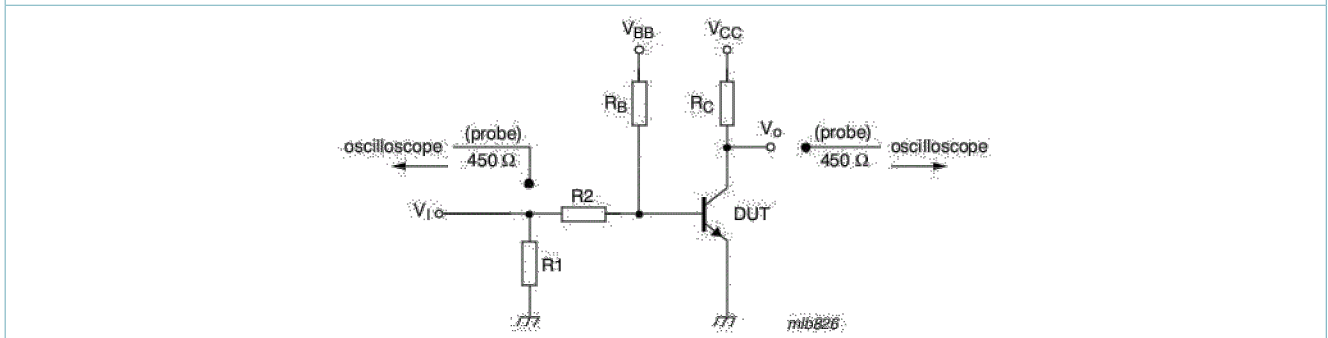 VBB VCC
RB RC
oscilloscope (probe) 450 Ω
Vo (probe) 450 Ω oscilloscope
R2
VI DUT
R1
mlb826